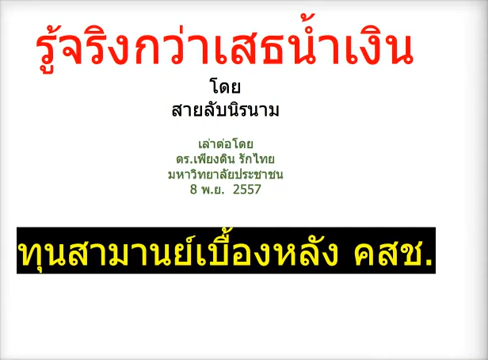 รู้จริงกว่าเสธน้ำเงิน
โดย
สายลับนิรนาม
เล่าต่อโดย
ดร.เพียงดิน รักไทย
มหาวิทยาลัยประชาชน
8 พ.ย. 2557
ทุนสามานย์เบื้องหลัง คสช.